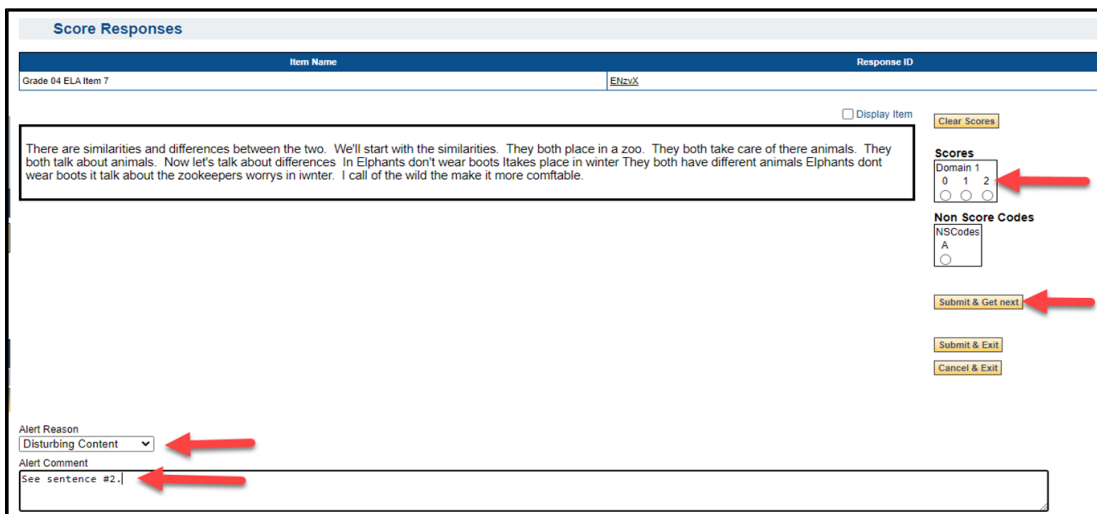 Score Responses
Item Name Response ID
Grade 04 ELA Item 7 ENzvX
Display Item
Clear Scores
There are similarities and differences between the two. We'll start with the similarities. They both place in a zoo. They both take care of there animals. They
both talk about animals. Now let's talk about differences In Elphants don't wear boots Itakes place in winter They both have different animals Elphants dont
wear boots it talk about the zookeepers worrys in iwnter. I call of the wild the make it more comftable.
Scores
Domain 1
0 1 2
Non Score Codes
NSCodes
A
Submit & Get next
Submit & Exit
Cancel & Exit
Alert Reason
Disturbing Content
Alert Comment
See sentence #2.